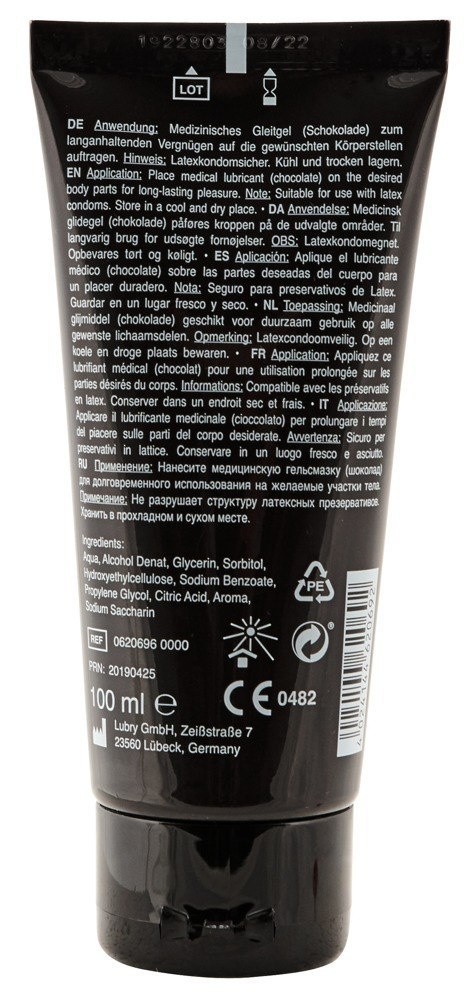 1922803 08/22
LOT
DE Anwendung: Medizinisches Gleitgel (Schokolade) zum
langanhaltenden Vergnügen auf die gewünschten Körperstellen
auftragen. Hinweis: Latexkondomsicher. Kühl und trocken lagern.
EN Application: Place medical lubricant (chocolate) on the desired
body parts for long-lasting pleasure. Note: Suitable for use with latex
condoms. Store in a cool and dry place. • DA Anvendelse: Medicinsk
glidegel (chokolade) påføres kroppen på de udvalgte områder. Til
langvarig brug for udsøgte fornøjelser. OBS: Latexkondomegnet.
Opbevares tørt og køligt. • ES Aplicación: Aplique el lubricante
médico (chocolate) sobre las partes deseadas del cuerpo para
un placer duradero. Nota: Seguro para preservativos de Latex.
Guardar en un lugar fresco y seco. • NL Toepassing: Medicinaal
glijmiddel (chokolade) geschikt voor duurzaam gebruik op alle
gewenste lichaamsdelen. Opmerking: Latexcondoomveilig. Op een
koele en droge plaats bewaren. • FR Application: Appliquez ce
lubrifiant médical (chocolat) pour une utilisation prolongée sur les
parties désirés du corps. Informations: Compatible avec les préservatifs
en latex. Conserver dans un endroit sec et frais. • IT Applicazione:
Applicare il lubrificante medicinale (cioccolato) per prolungare i tempi
del piacere sulle parti del corpo desiderate. Avvertenza: Sicuro per
preservativi in lattice. Conservare in un luogo fresco e asciutto.
RU Применение: Нанесите медицинскую гельсмазку (шоколад)
для долговременного использования на желаемые участки тела.
Примечание: Не разрушает структуру латексных презервативов.
Хранить в прохладном и сухом месте.
Ingredients:
Aqua, Alcohol Denat, Glycerin, Sorbitol,
Hydroxyethylcellulose, Sodium Benzoate,
Propylene Glycol, Citric Acid, Aroma,
Sodium Saccharin
PE
REF 0620696 0000
PRN: 20190425
100 ml e
CE 0482
Lubry GmbH, Zeißstraße 7
23560 Lübeck, Germany
4 024144 620692